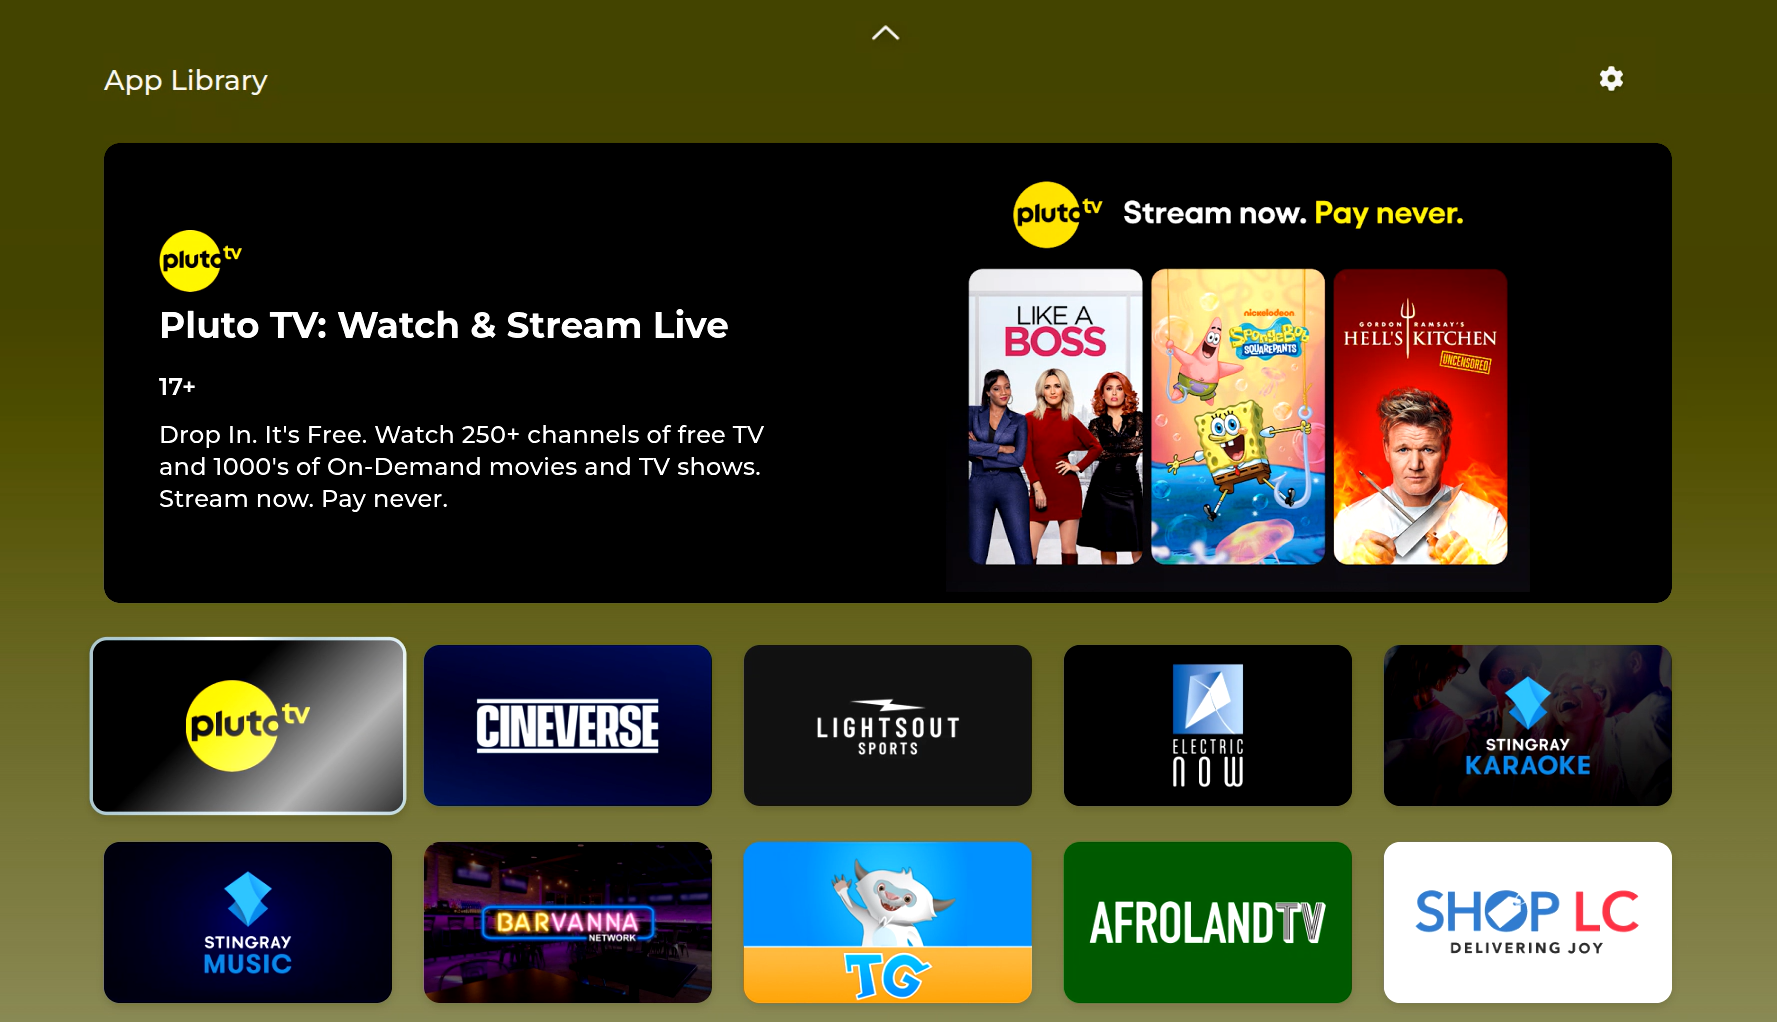 App Library
pluto tv
Pluto TV: Watch & Stream Live
17+
Drop In. It's Free. Watch 250+ channels of free TV
and 1000's of On-Demand movies and TV shows.
Stream now. Pay never.
pluto tv Stream now. Pay never.
LIKE A
BOSS
nickelodeon
SpongeBob
SQUAREPANTS
GORDON RAMSAY'S
HELL'S KITCHEN
UNCENSORED
pluto tv
CINEVERSE
LIGHTSOUT
SPORTS
ELECTRIC
NOW
STINGRAY
KARAOKE
STINGRAY
MUSIC
BARVANNA
NETWORK
TG
AFROLANDTV
SHOP LC
DELIVERING JOY